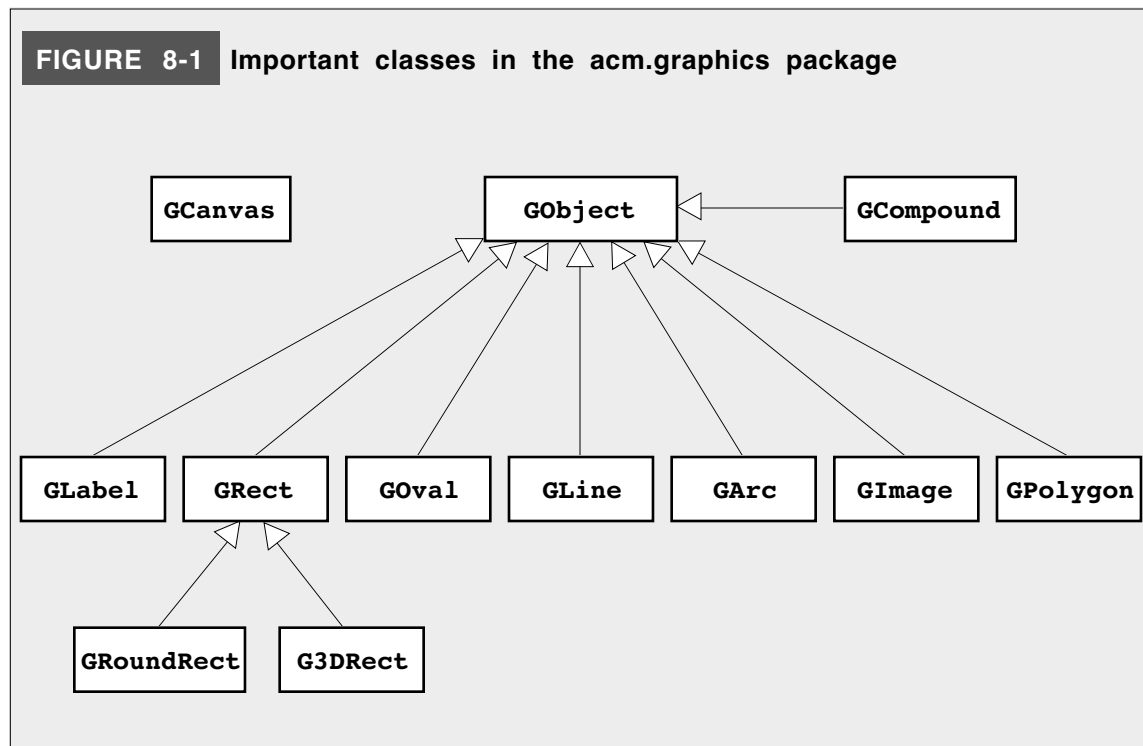 FIGURE 8-1 Important classes in the acm.graphics package
GCanvas GObject GCompound
GLabel GRect GOval GLine GArc GImage GPolygon
GRoundRect G3DRect